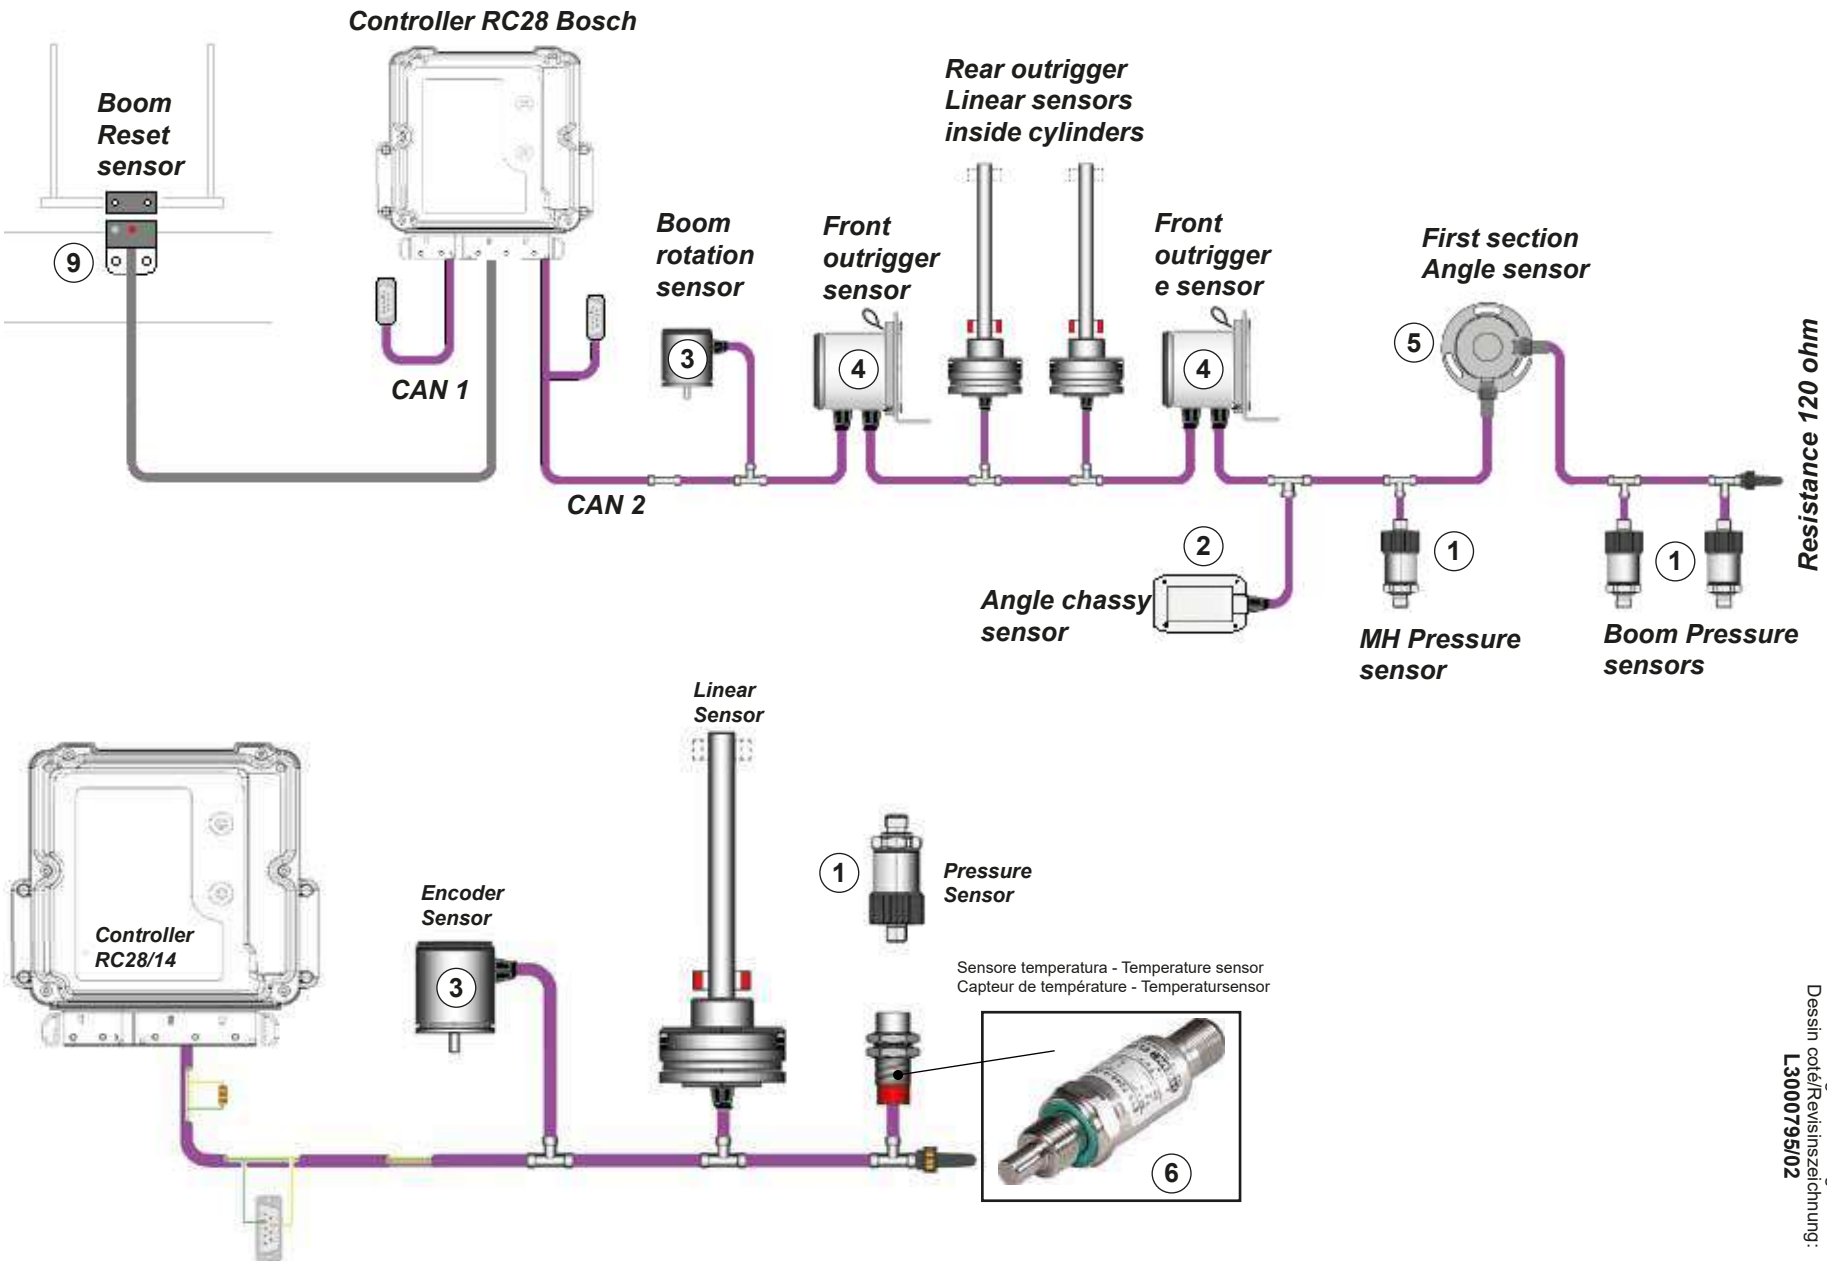 Controller RC28 Bosch
Boom
Reset
sensor
9
CAN 1
CAN 2
Boom
rotation
sensor
3
Front
outrigger
sensor
4
Rear outrigger
Linear sensors
inside cylinders
Front
outrigger
e sensor
4
First section
Angle sensor
5
Resistance 120 ohm
2
Angle chassy
sensor
1
MH Pressure
sensor
1
Boom Pressure
sensors
Controller
RC28/14
Encoder
Sensor
3
Linear
Sensor
1
Pressure
Sensor
Sensore temperatura - Temperature sensor
Capteur de température - Temperatursensor
6
Dessin coté/Revisinszeichnung:
L3000795/02